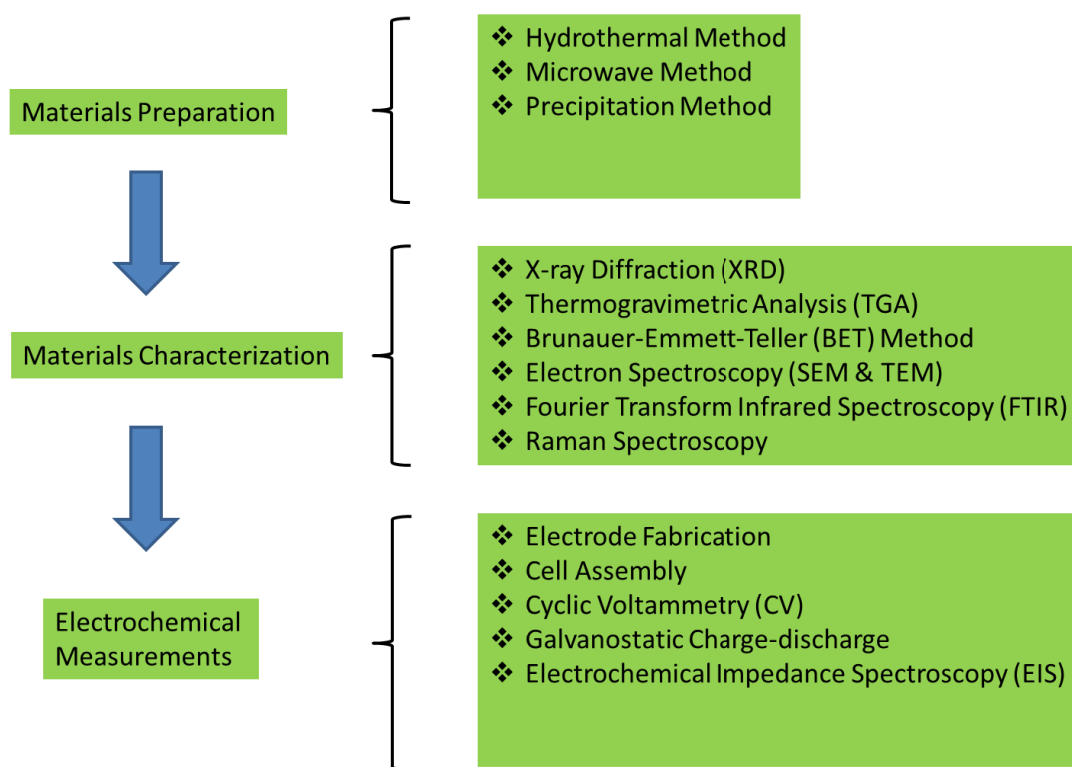 Materials Preparation
❖ Hydrothermal Method
❖ Microwave Method
❖ Precipitation Method
Materials Characterization
❖ X-ray Diffraction (XRD)
❖ Thermogravimetric Analysis (TGA)
❖ Brunauer-Emmett-Teller (BET) Method
❖ Electron Spectroscopy (SEM & TEM)
❖ Fourier Transform Infrared Spectroscopy (FTIR)
❖ Raman Spectroscopy
Electrochemical
Measurements
❖ Electrode Fabrication
❖ Cell Assembly
❖ Cyclic Voltammetry (CV)
❖ Galvanostatic Charge-discharge
❖ Electrochemical Impedance Spectroscopy (EIS)